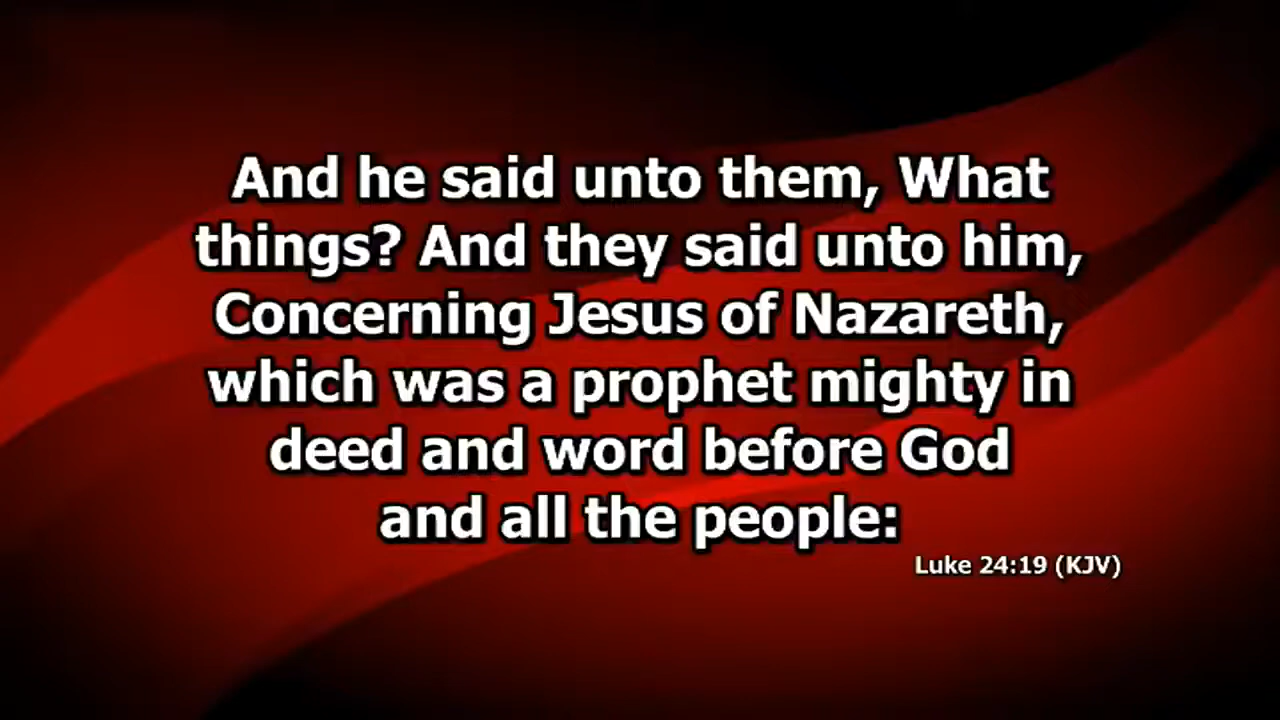 And he said unto them, What
things? And they said unto him,
Concerning Jesus of Nazareth,
which was a prophet mighty in
deed and word before God
and all the people:
Luke 24:19 (KJV)